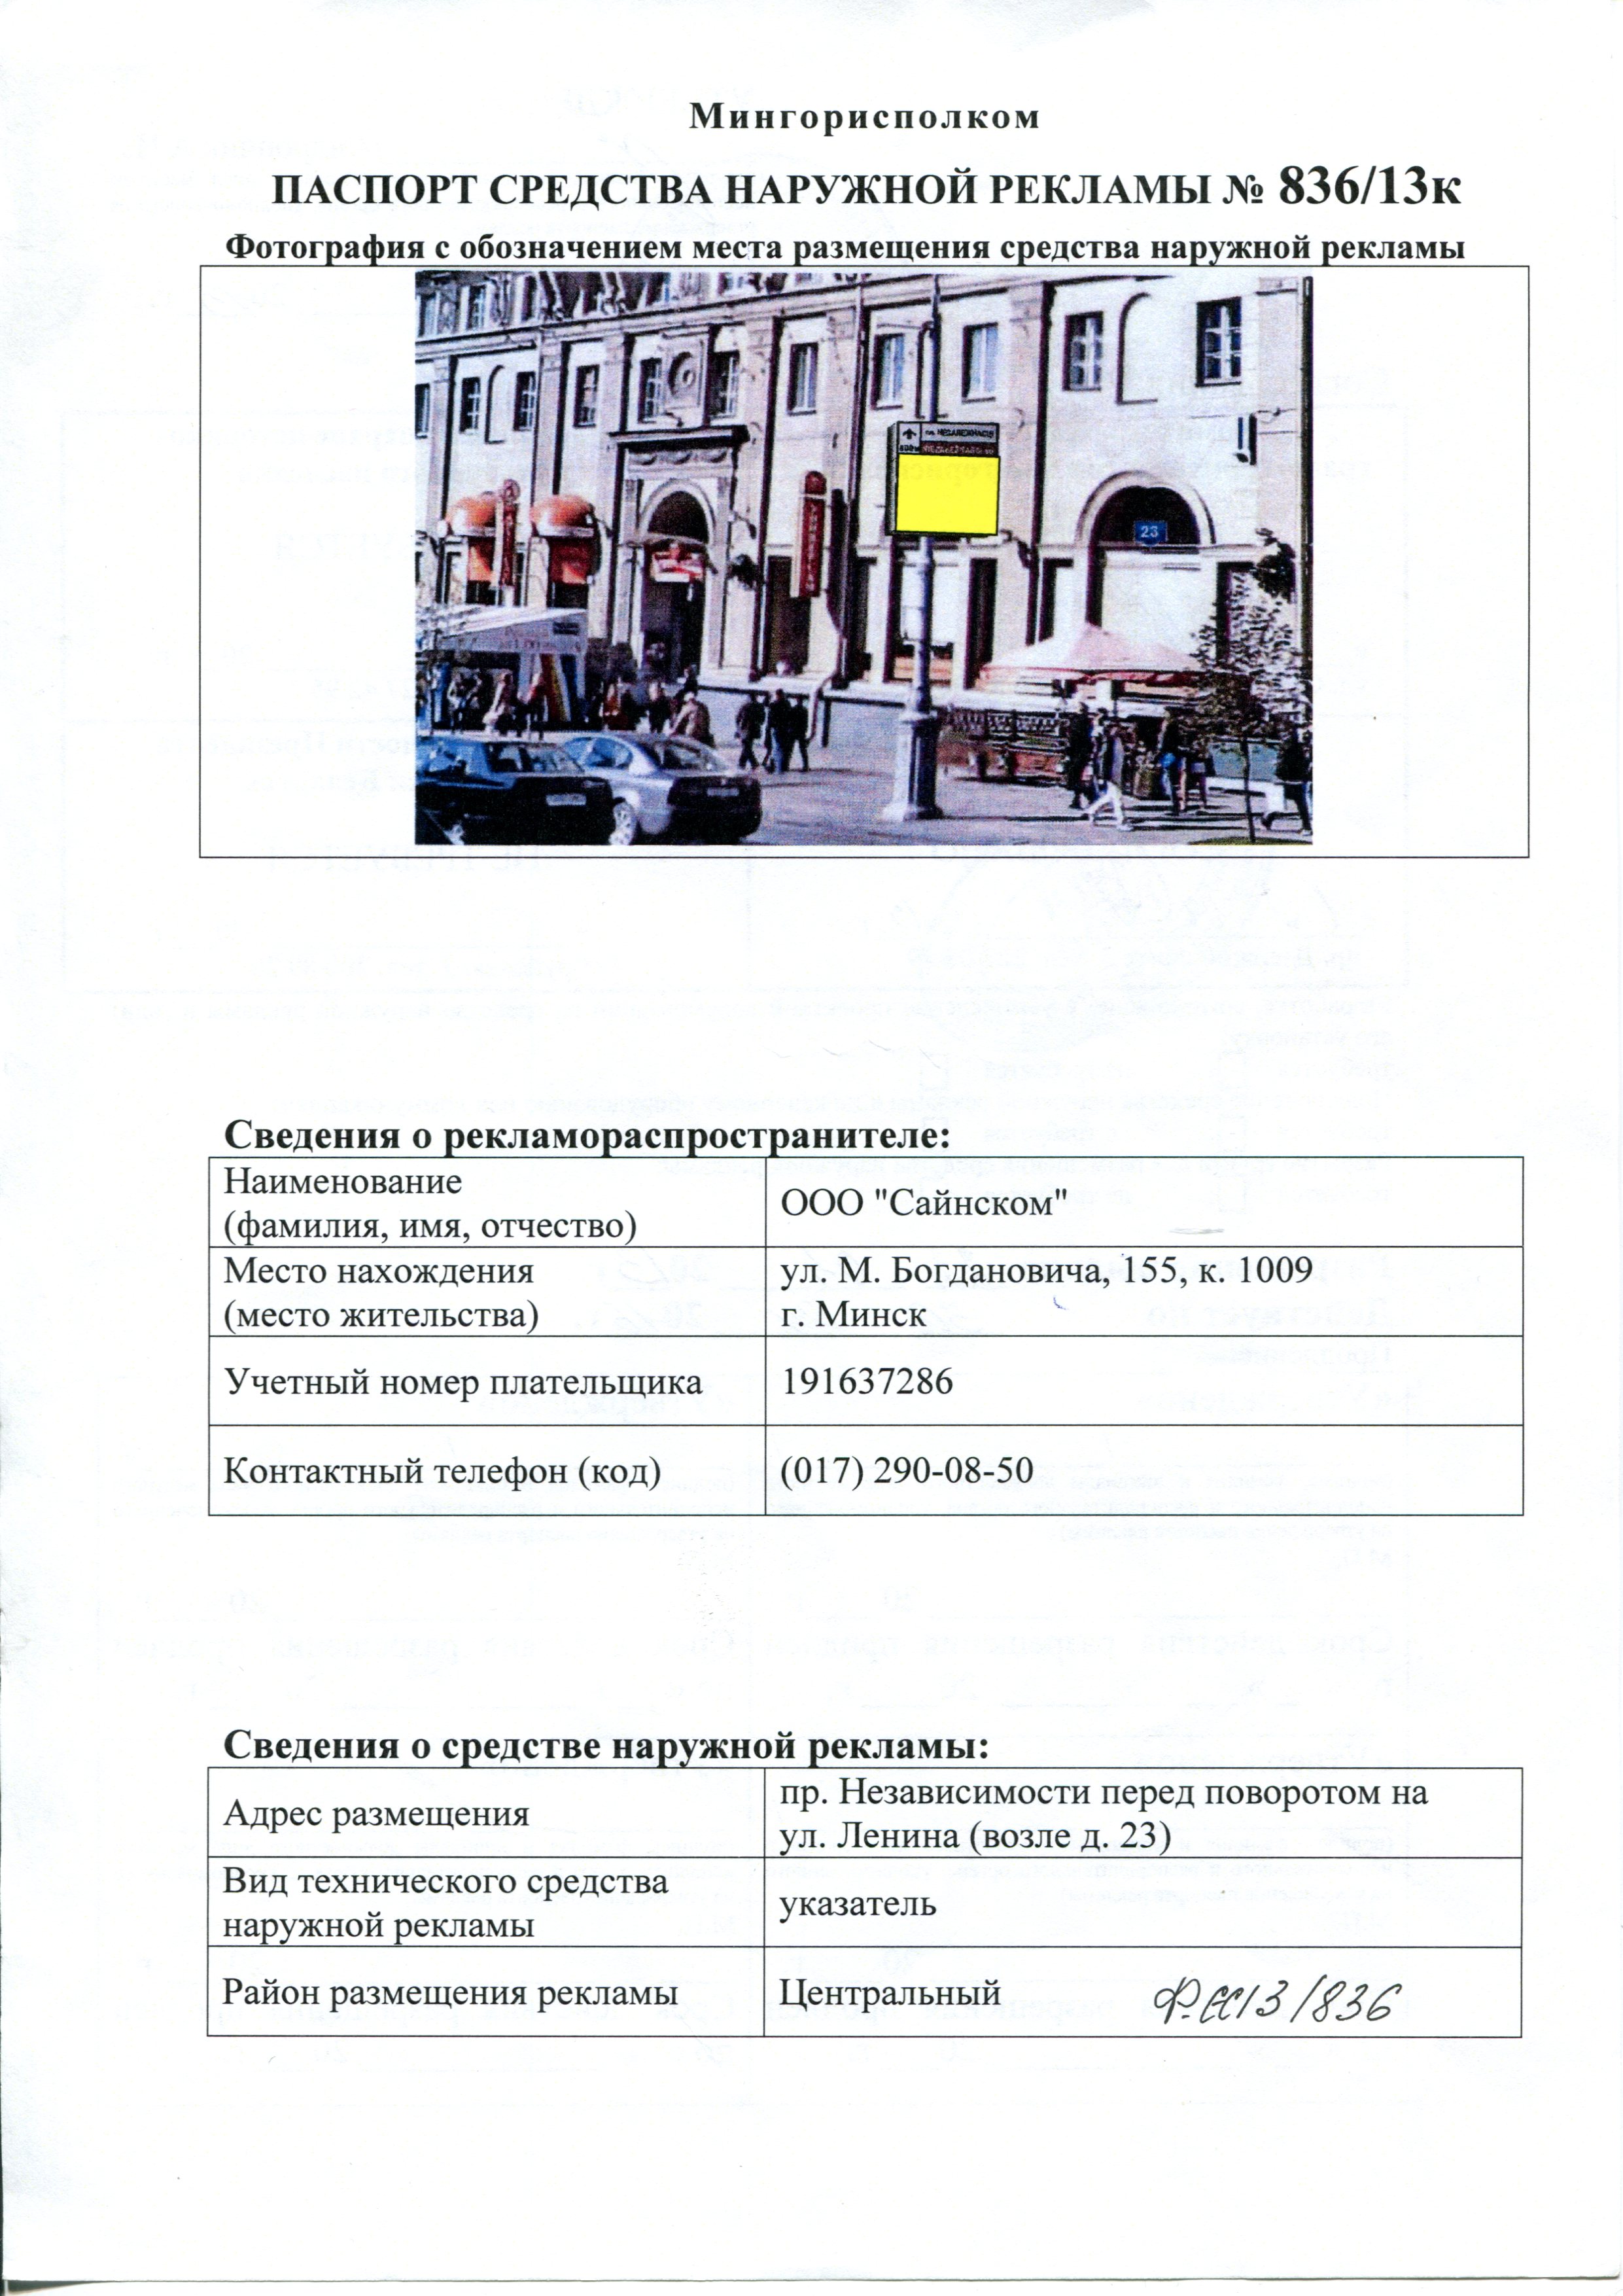 Мингорисполком
ПАСПОРТ СРЕДСТВА НАРУЖНОЙ РЕКЛАМЫ № 836/13к
Фотография с обозначением места размещения средства наружной рекламы
пл. НЕЗАЛЕЖНАСЦІ
23
Сведения о рекламораспространителе:
Наименование
(фамилия, имя, отчество)
ООО "Сайнском"
Место нахождения
(место жительства)
ул. М. Богдановича, 155, к. 1009
г. Минск
Учетный номер плательщика
191637286
Контактный телефон (код)
(017) 290-08-50
Сведения о средстве наружной рекламы:
Адрес размещения
пр. Независимости перед поворотом на
ул. Ленина (возле д. 23)
Вид технического средства
наружной рекламы
указатель
Район размещения рекламы
Центральный
/836